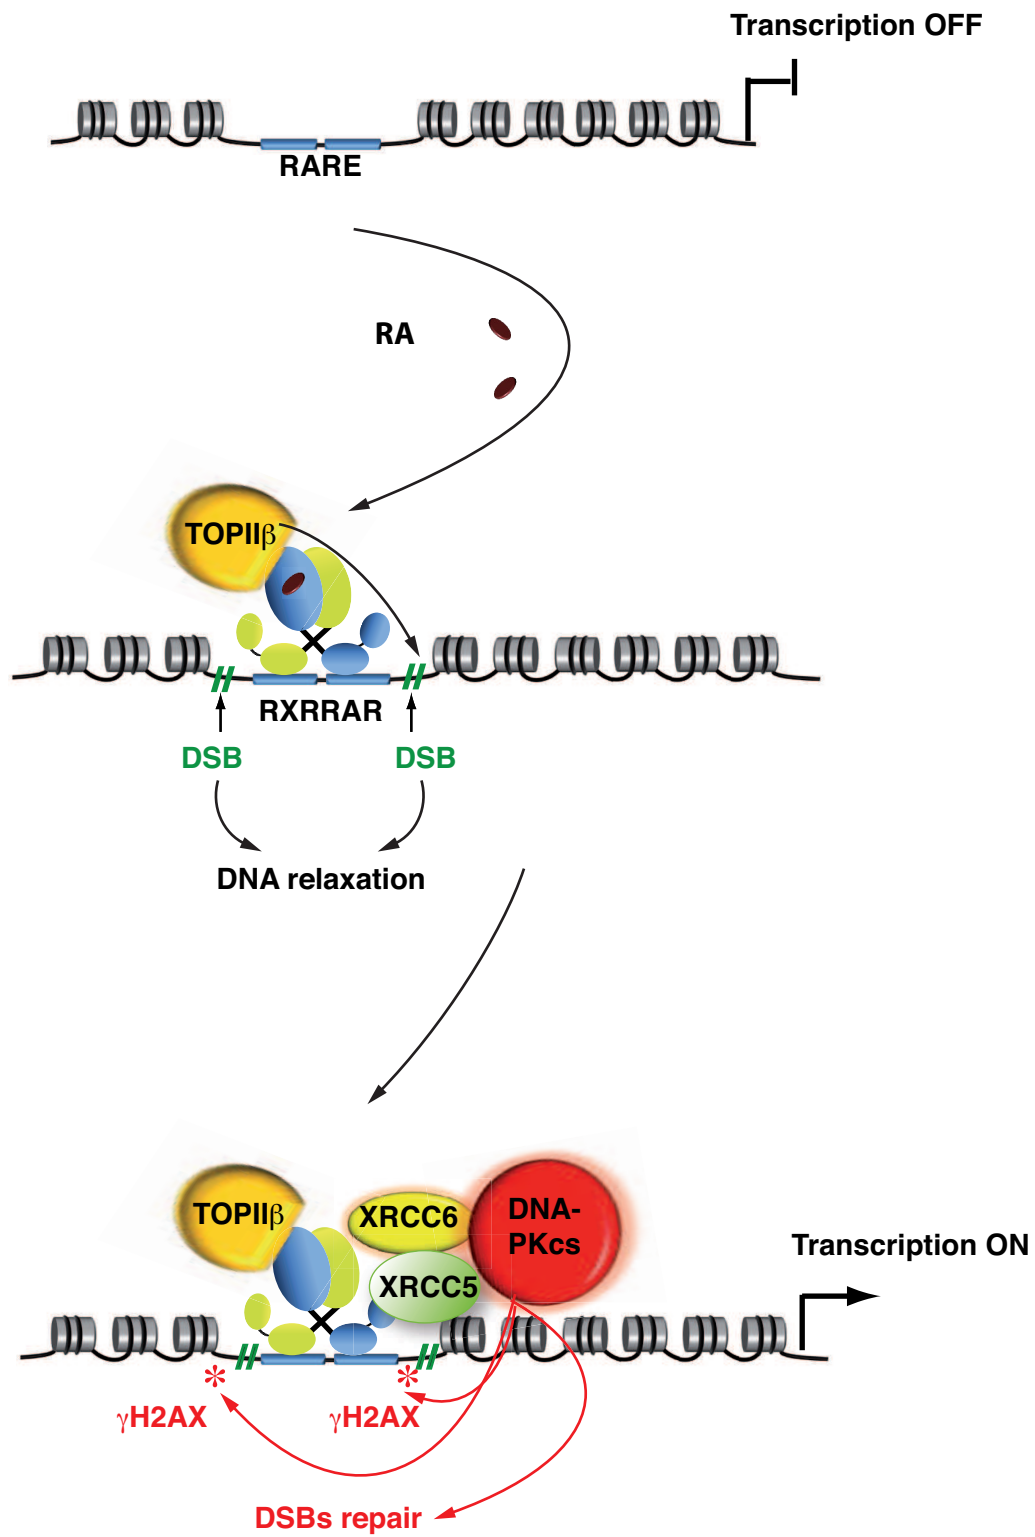 Transcription OFF
RARE
RA
TOPIIβ
RXRRAR
DSB DSB
DNA relaxation
TOPIIβ
XRCC6
DNA-
PKcs
XRCC5
Transcription ON
γH2AX γH2AX
DSBs repair